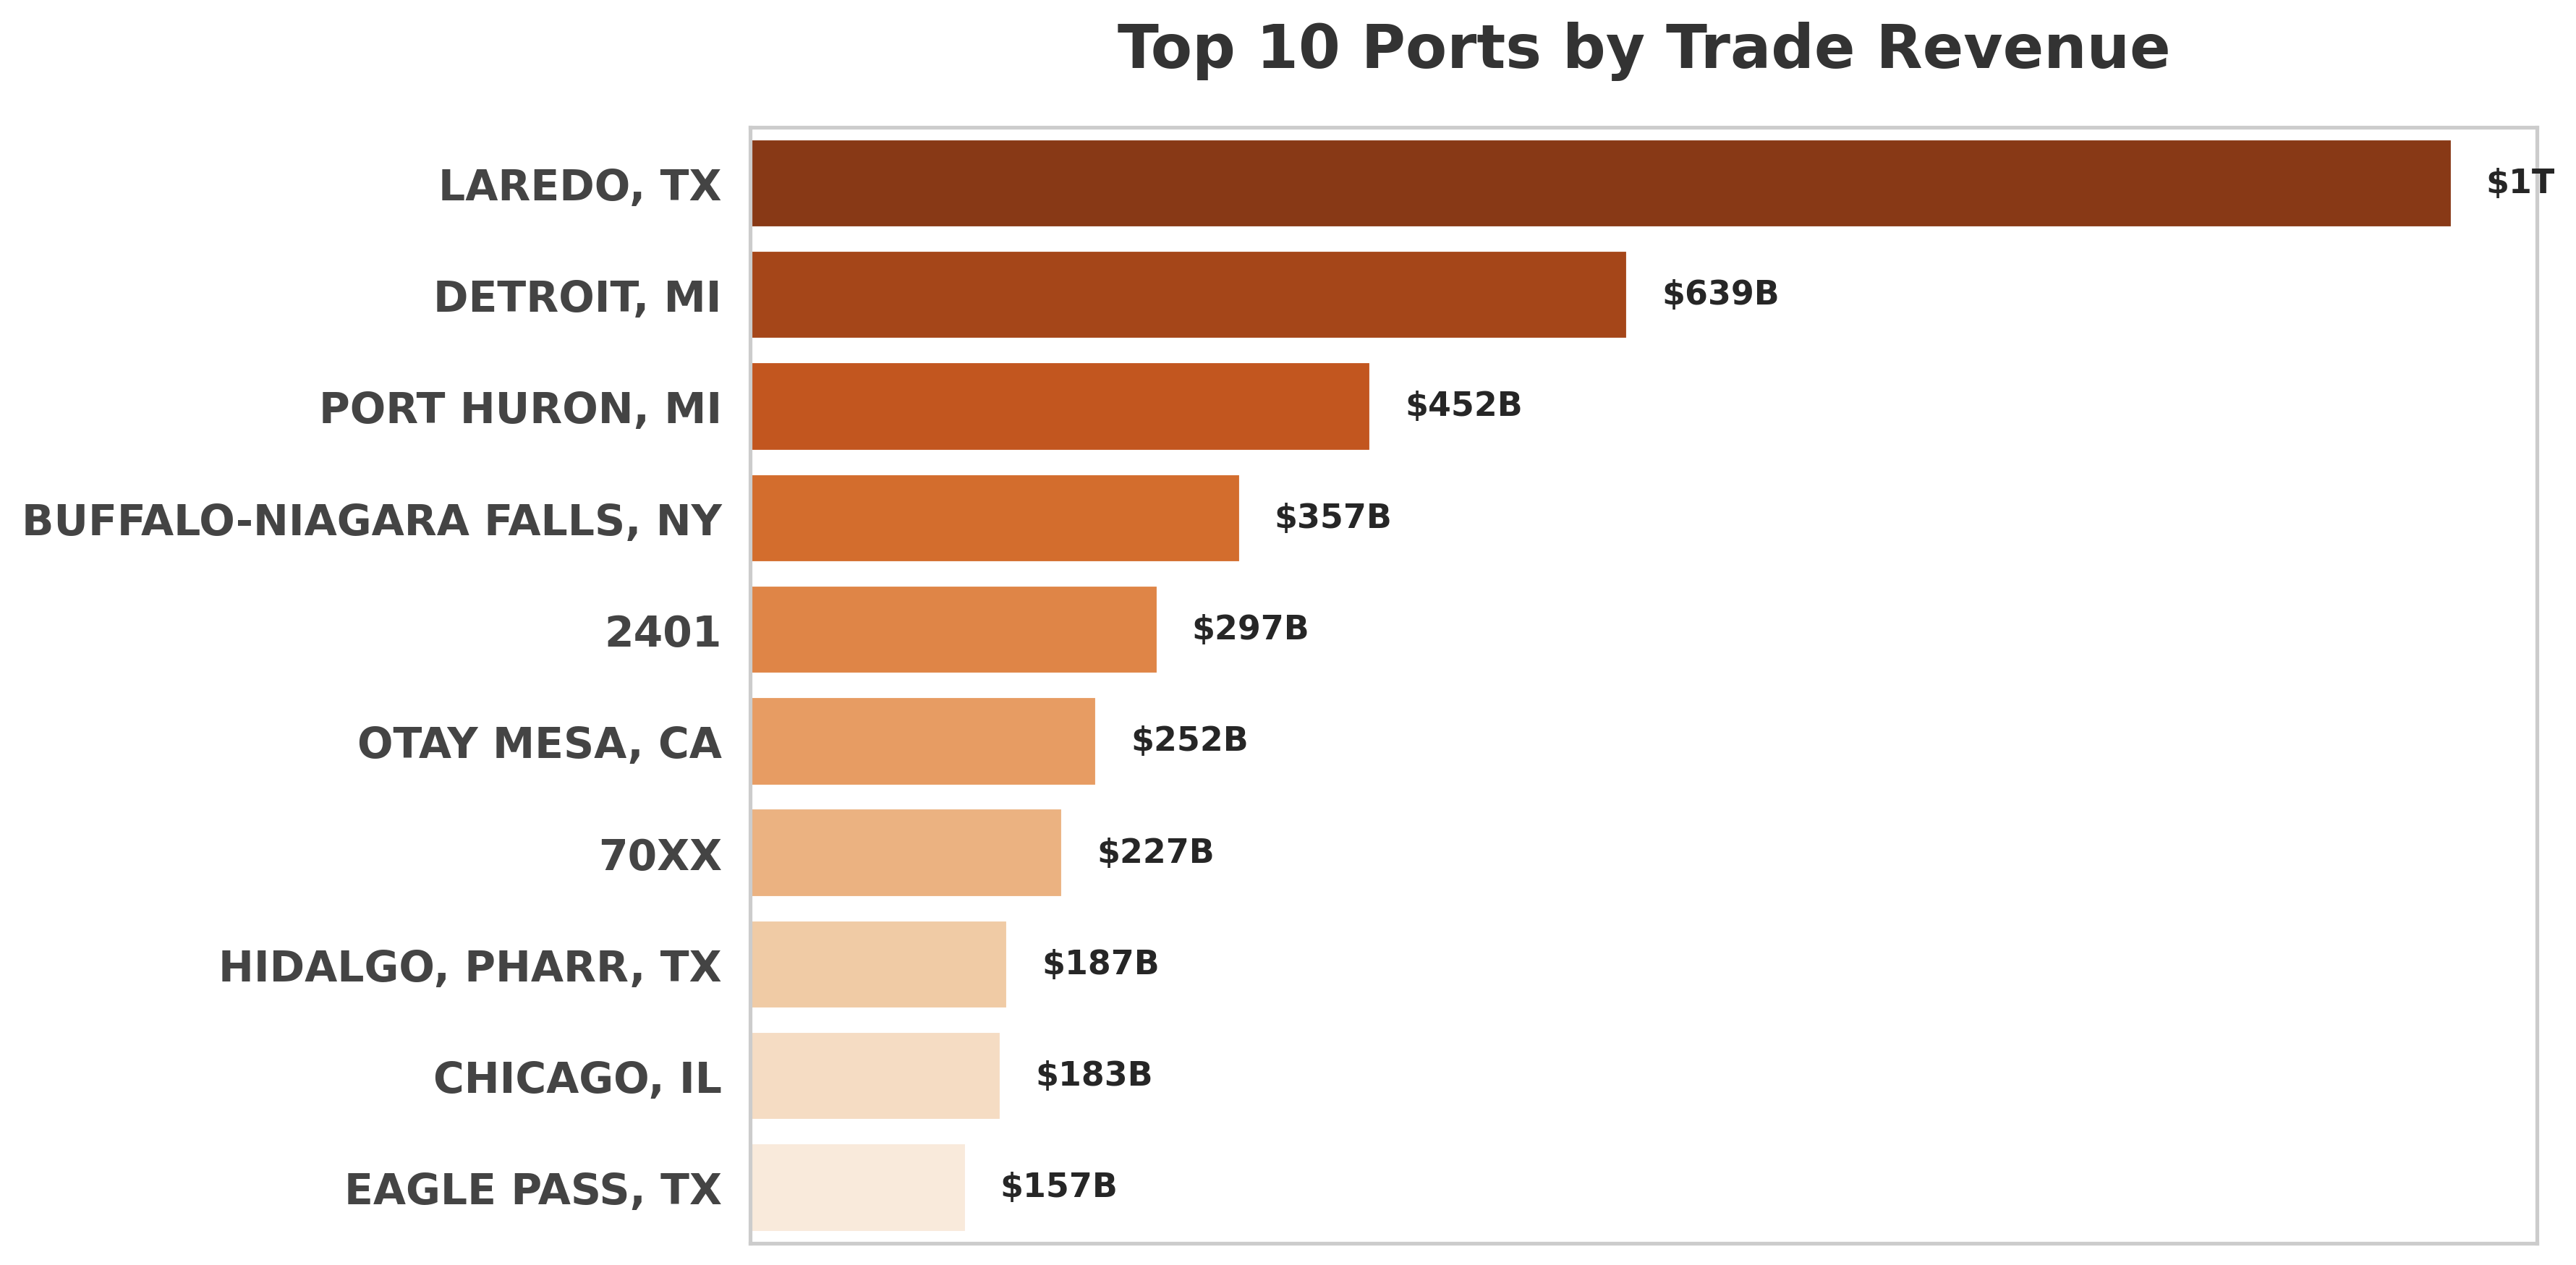 Top 10 Ports by Trade Revenue
LAREDO, TX $1T
DETROIT, MI $639B
PORT HURON, MI $452B
BUFFALO-NIAGARA FALLS, NY $357B
2401 $297B
OTAY MESA, CA $252B
70XX $227B
HIDALGO, PHARR, TX $187B
CHICAGO, IL $183B
EAGLE PASS, TX $157B